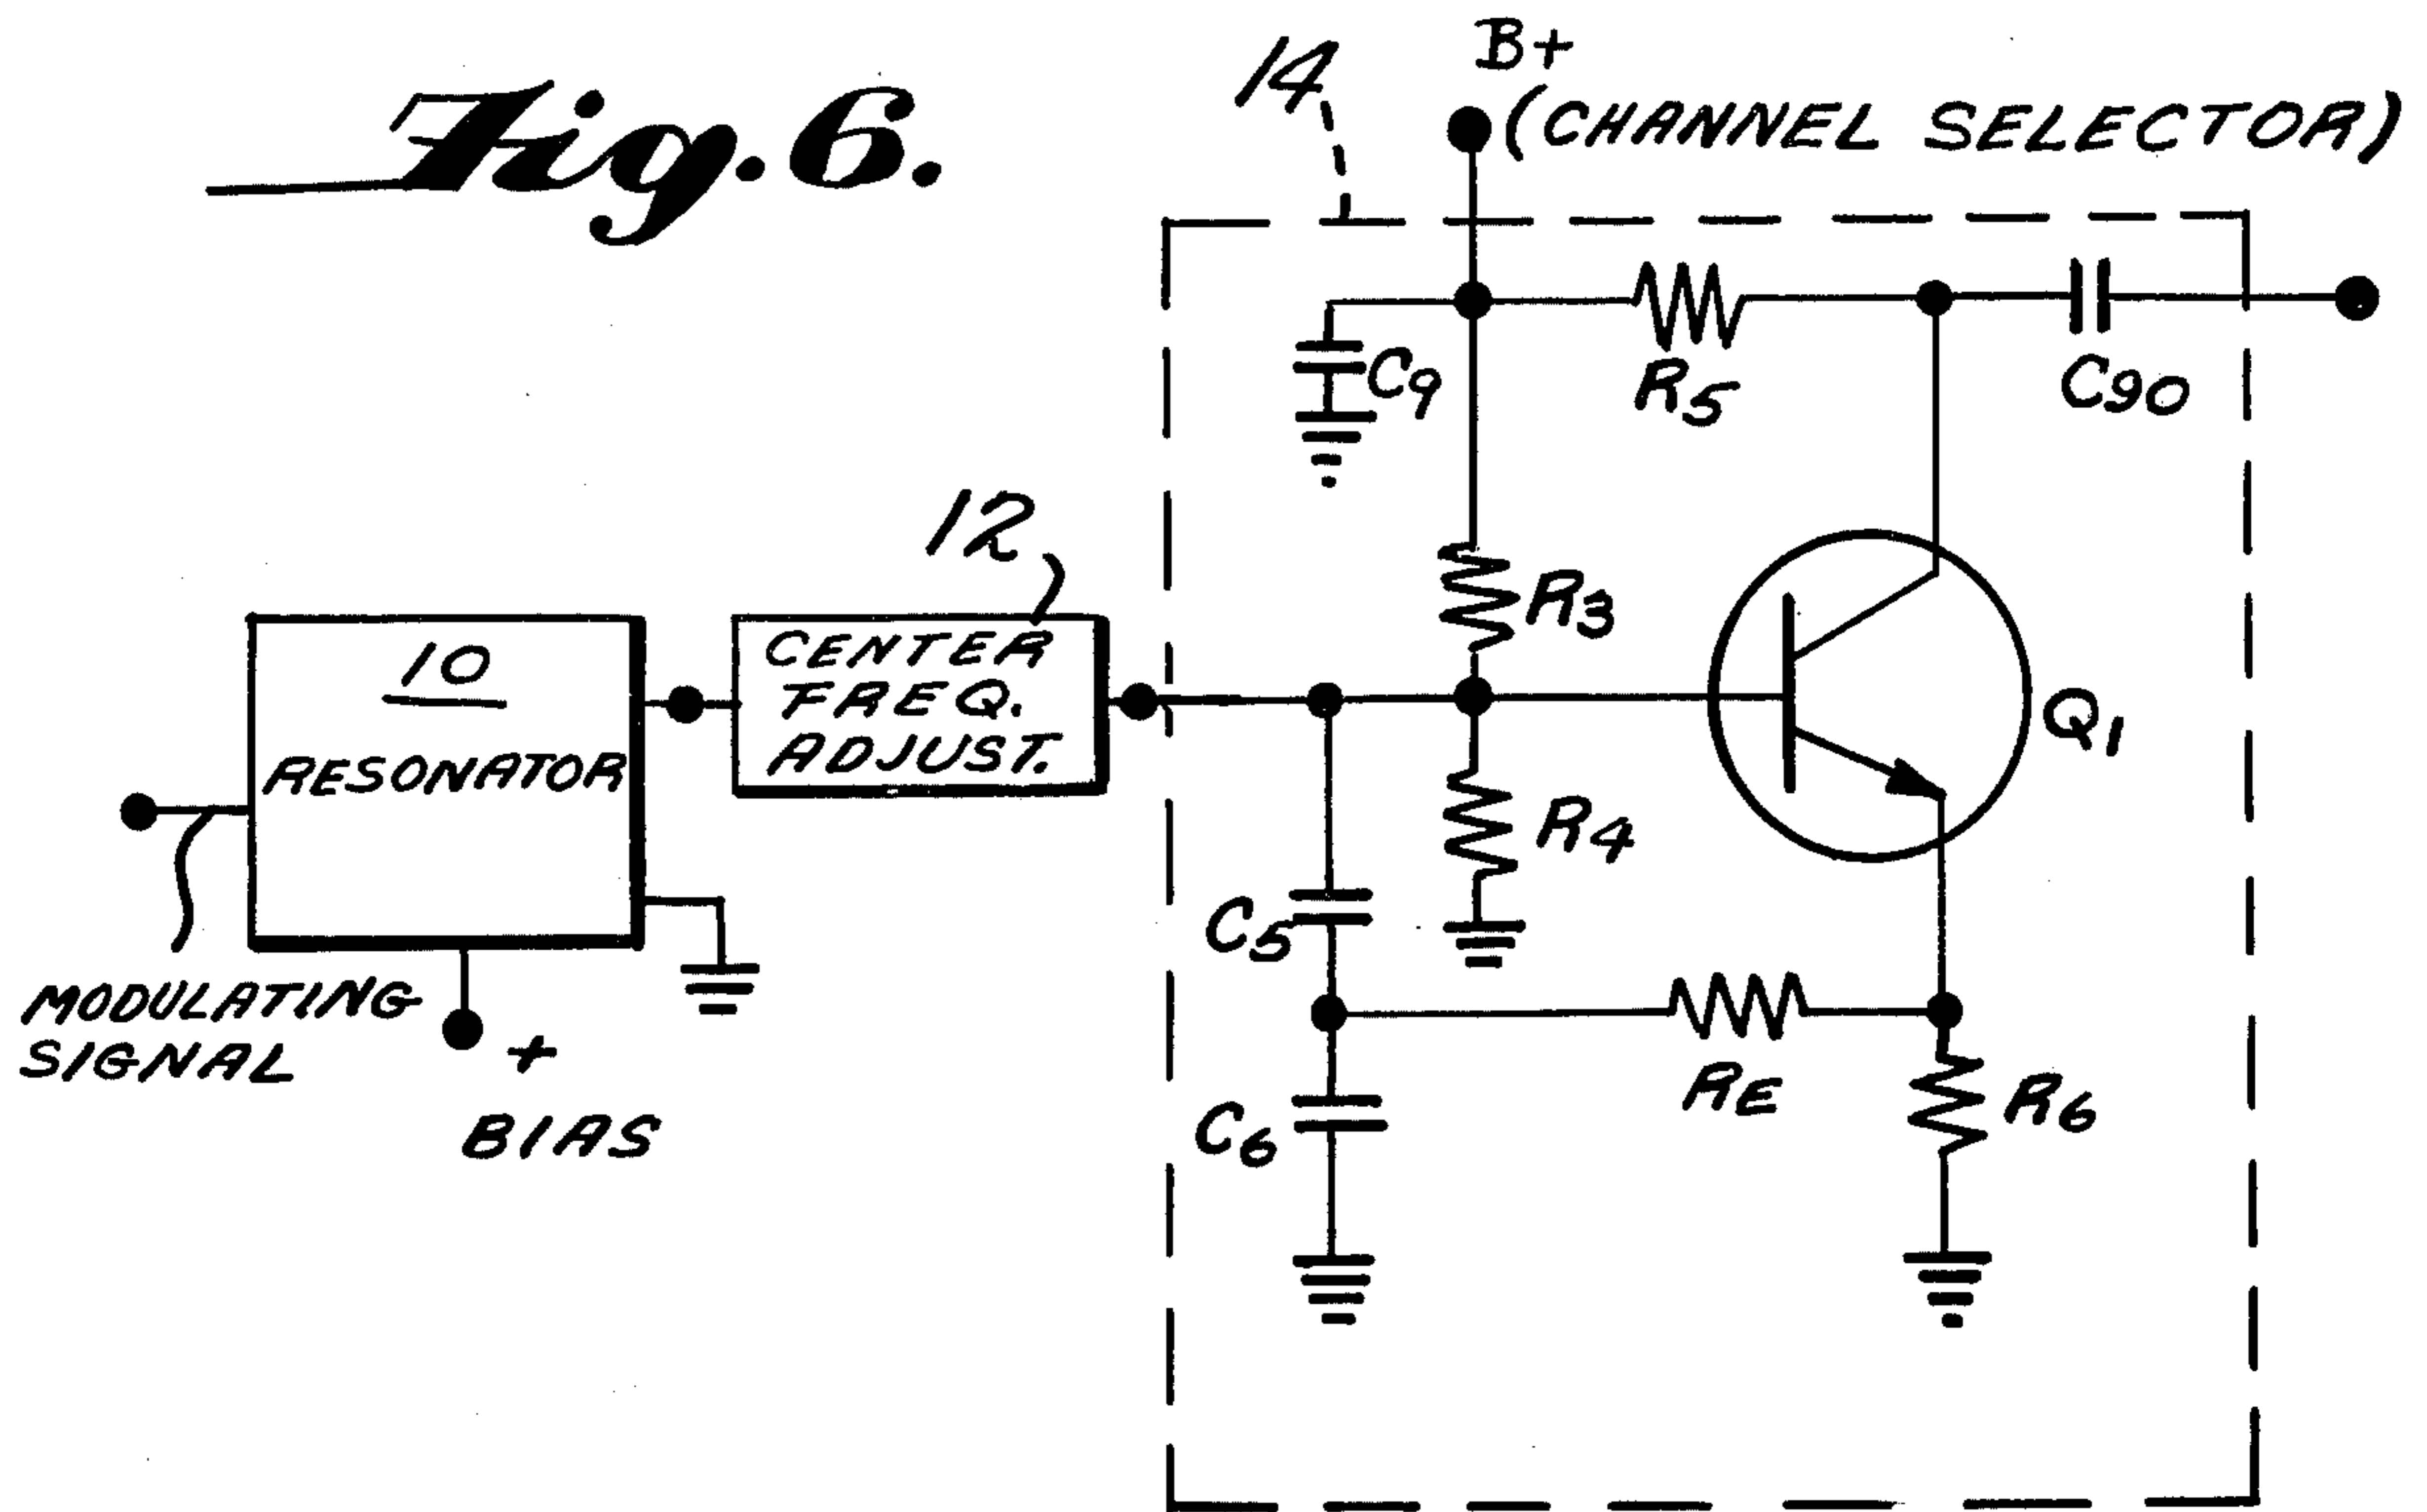 Fig. 6.
14
B+
(CHANNEL SELECTOR)
C9
R5
C90
12
R3
10
RESONATOR
CENTER
FREQ.
ADJUST.
Q1
R4
C5
MODULATING
SIGNAL
+
BIAS
RE
R6
C6